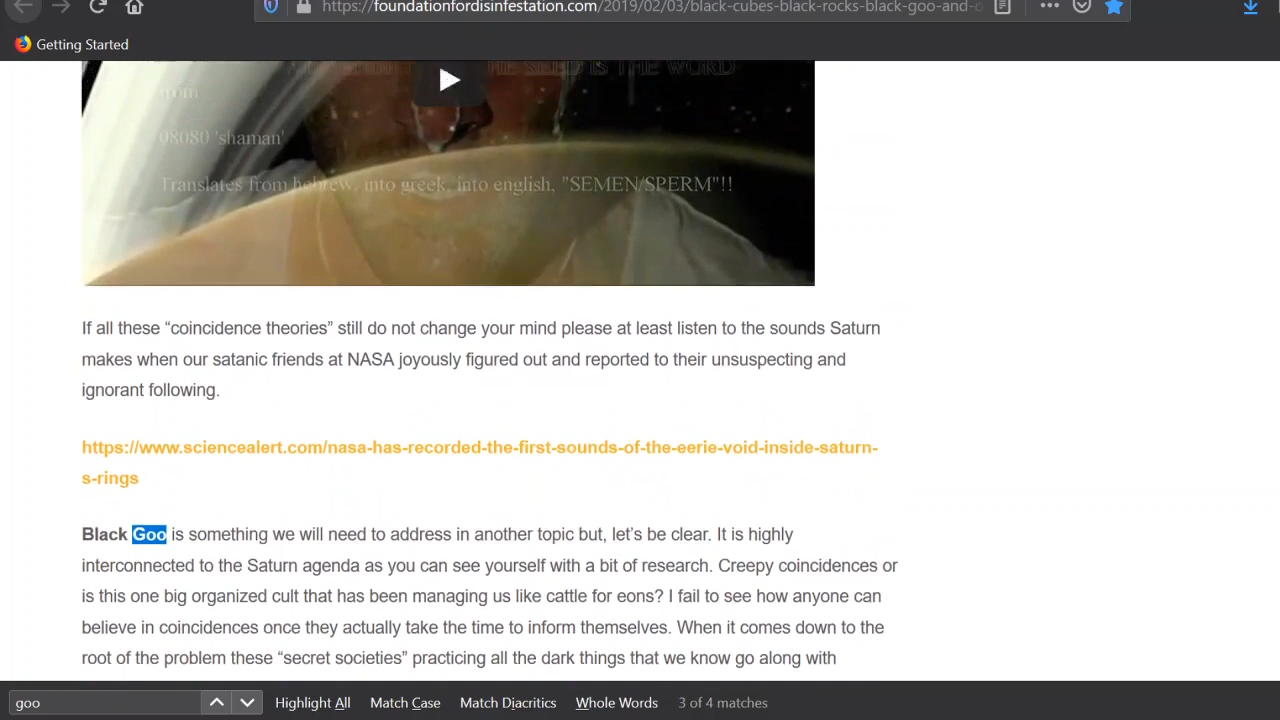 https://foundationfordisinfestation.com/2019/02/03/black-cubes-black-rocks-black-goo-and-o
Getting Started
HE SEED IS THE WORD
from
08080 'shaman'
Translates from hebrew, into greek, into english, "SEMEN/SPERM"!!
If all these “coincidence theories” still do not change your mind please at least listen to the sounds Saturn
makes when our satanic friends at NASA joyously figured out and reported to their unsuspecting and
ignorant following.
https://www.sciencealert.com/nasa-has-recorded-the-first-sounds-of-the-eerie-void-inside-saturn-
s-rings
Black Goo is something we will need to address in another topic but, let’s be clear. It is highly
interconnected to the Saturn agenda as you can see yourself with a bit of research. Creepy coincidences or
is this one big organized cult that has been managing us like cattle for eons? I fail to see how anyone can
believe in coincidences once they actually take the time to inform themselves. When it comes down to the
root of the problem these “secret societies” practicing all the dark things that we know go along with
goo Highlight All Match Case Match Diacritics Whole Words 3 of 4 matches